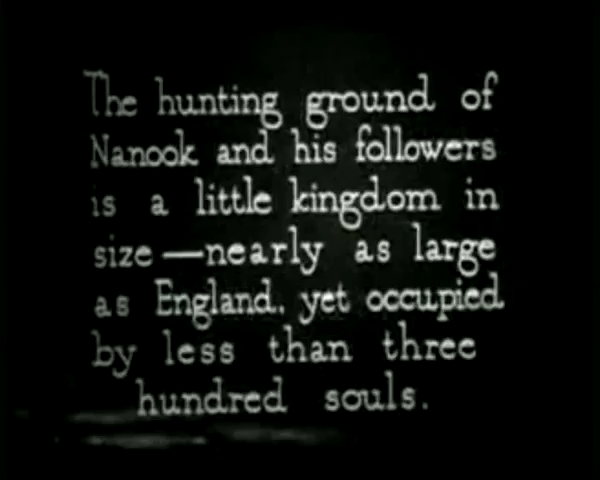 The hunting ground of
Nanook and his followers
is a little kingdom in
size—nearly as large
as England, yet occupied
by less than three
hundred souls.